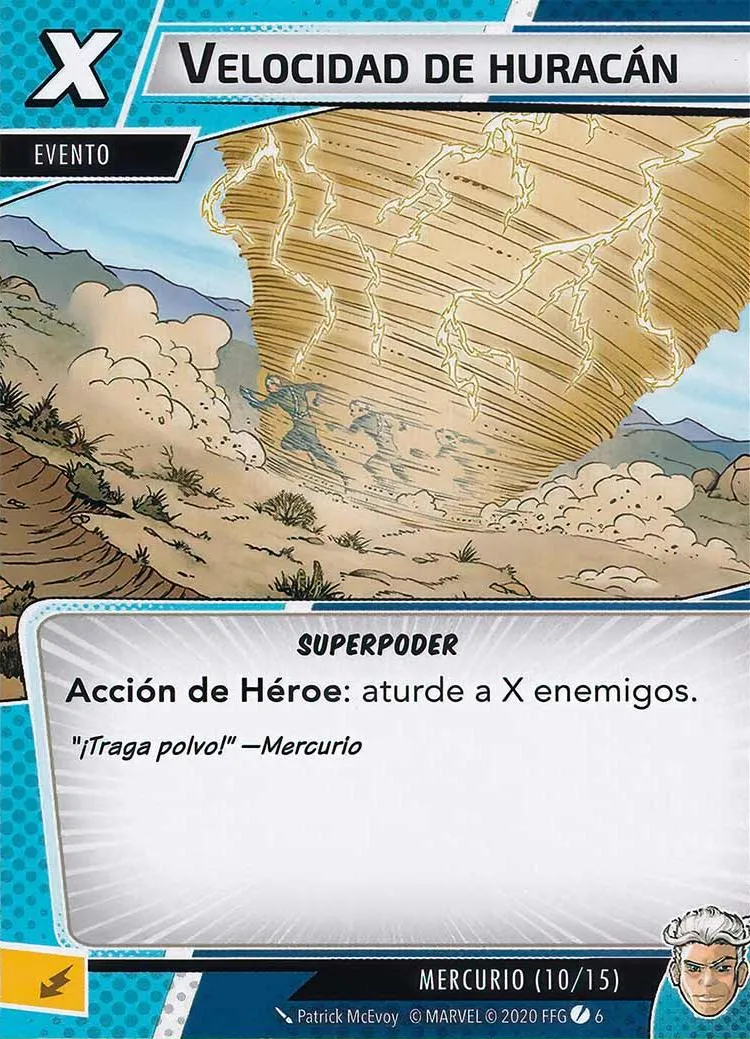 X
VELOCIDAD DE HURACÁN
EVENTO
SUPERPODER
Acción de Héroe: aturde a X enemigos.
"¡Traga polvo!" —Mercurio
MERCURIO (10/15)
Patrick McEvoy © MARVEL © 2020 FFG 6